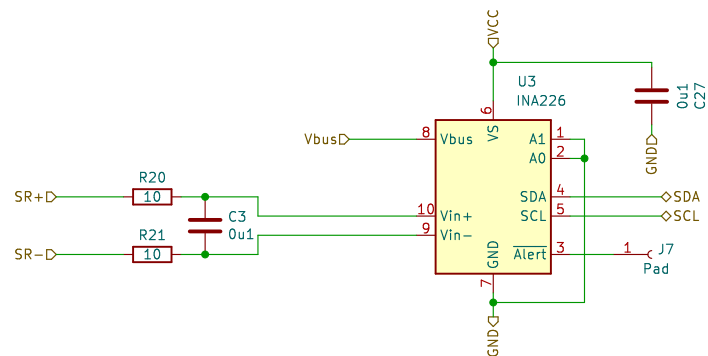 VCC
U3
INA226
0u1
C27
GND
6
VS
Vbus
8
Vbus
A1
1
A0
2
R20
10
SR+
C3
0u1
10
Vin+
SDA
4
SDA
SCL
5
SCL
R21
10
SR-
9
Vin-
GND
Alert
3
1
J7
Pad
7
GND